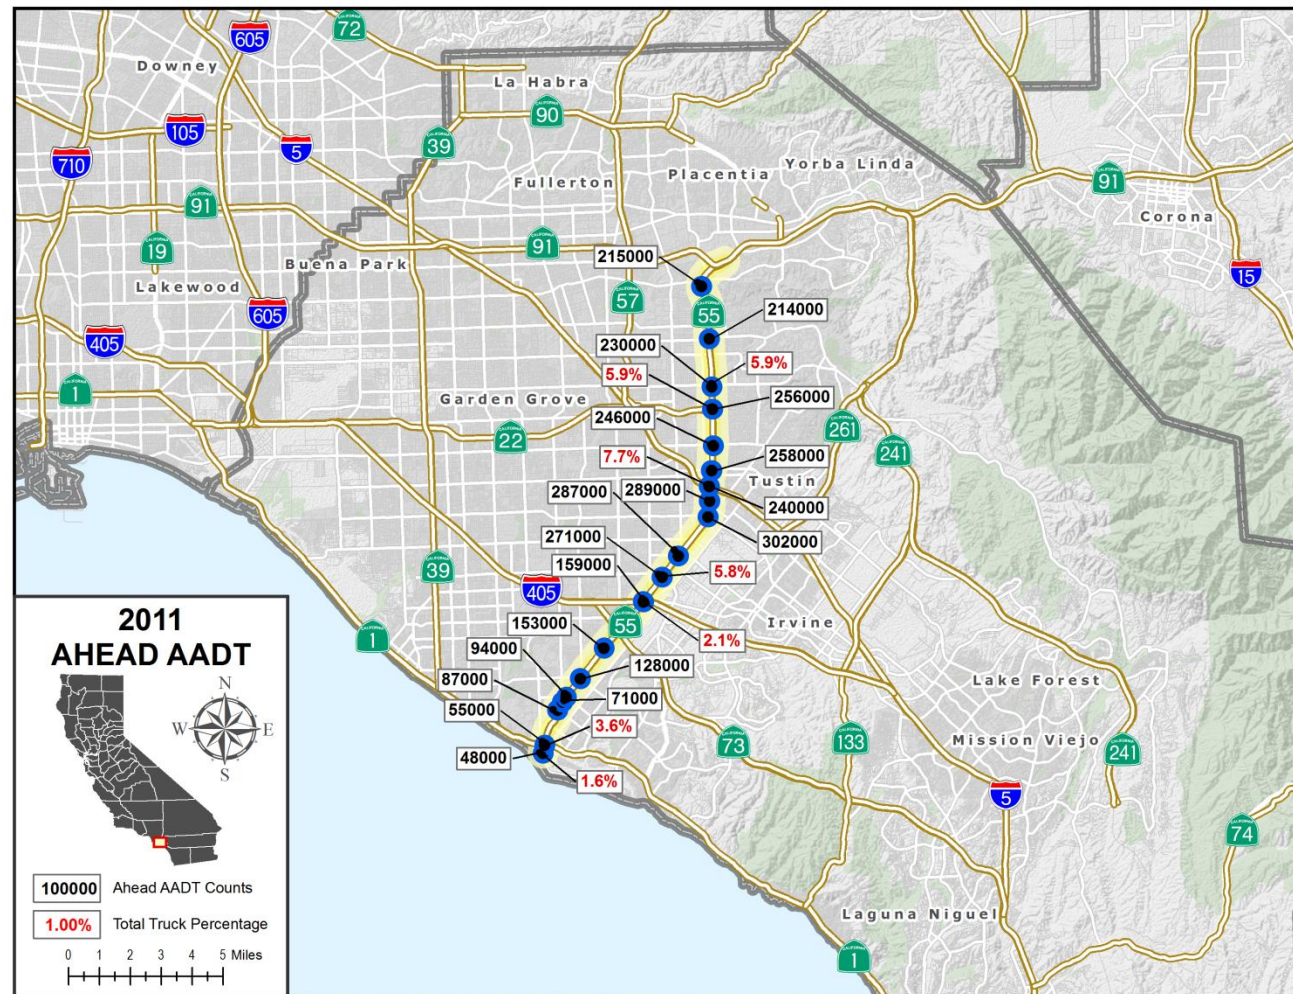 72
605
Downey
La Habra
90
105
39
5
710
Yorba Linda
Placentia
Fullerton
91
91
Corona
19
91
215000
Buena Park
15
Lakewood
57
605
55
214000
405
230000
5.9%
5.9%
1
Garden Grove
256000
246000
261
22
241
7.7%
258000
Tustin
287000
289000
240000
271000
302000
159000
39
5.8%
405
55
Irvine
2.1%
1
153000
94000
128000
87000
Lake Forest
71000
55000
3.6%
73
133
Mission Viejo
241
48000
1.6%
5
74
Laguna Niguel
1
2011
AHEAD AADT
N
W
E
S
100000 Ahead AADT Counts
1.00% Total Truck Percentage
0 1 2 3 4 5 Miles